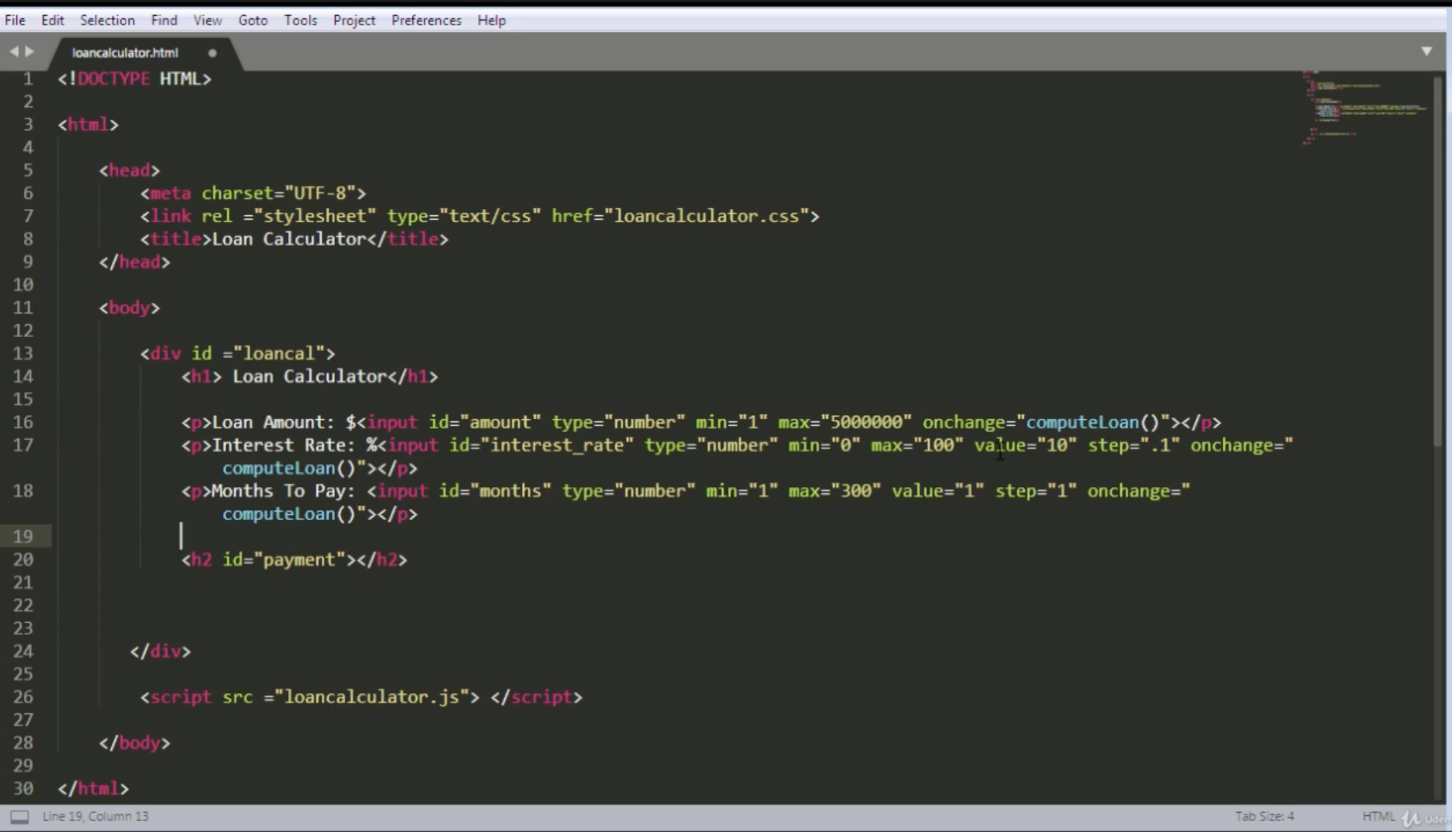 File Edit Selection Find View Goto Tools Project Preferences Help
loancalculator.html
1 <!DOCTYPE HTML>
2
3 <html>
4
5 <head>
6 <meta charset="UTF-8">
7 <link rel ="stylesheet" type="text/css" href="loancalculator.css">
8 <title>Loan Calculator</title>
9 </head>
10
11 <body>
12
13 <div id ="loancal">
14 <h1> Loan Calculator</h1>
15
16 <p>Loan Amount: $<input id="amount" type="number" min="1" max="5000000" onchange="computeLoan()"></p>
17 <p>Interest Rate: %<input id="interest_rate" type="number" min="0" max="100" value="10" step=".1" onchange="
computeLoan()"></p>
18 <p>Months To Pay: <input id="months" type="number" min="1" max="300" value="1" step="1" onchange="
computeLoan()"></p>
19
20 <h2 id="payment"></h2>
21
22
23
24 </div>
25
26 <script src ="loancalculator.js"> </script>
27
28 </body>
29
30 </html>
Line 19, Column 13 Tab Size: 4 HTML